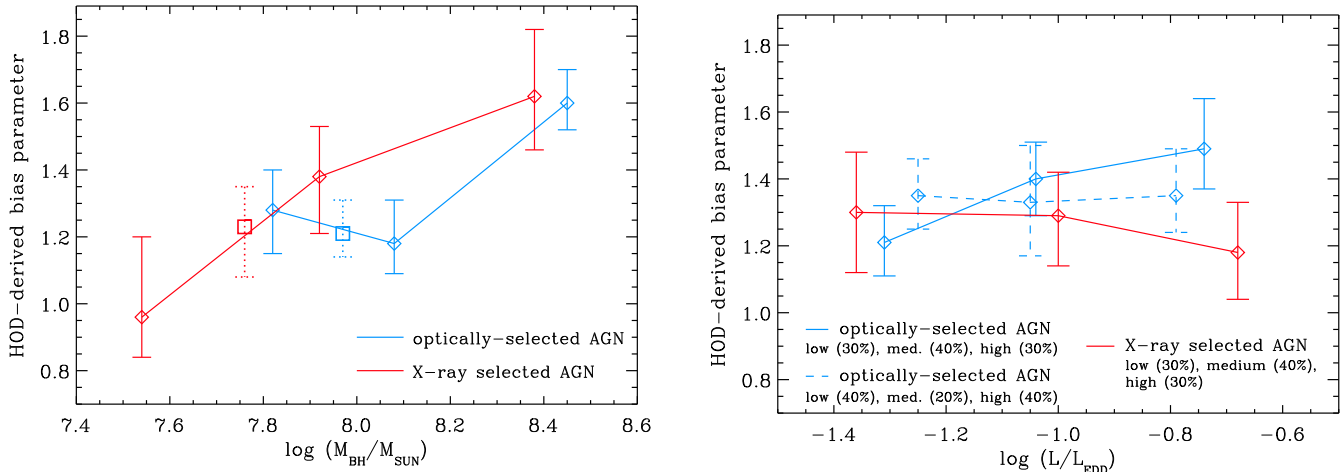 HOD-derived bias parameter
1.8
1.6
1.4
1.2
1.0
0.8
optically-selected AGN
X-ray selected AGN
7.4 7.6 7.8 8.0 8.2 8.4 8.6
log (M_BH/M_SUN)
HOD-derived bias parameter
1.8
1.6
1.4
1.2
1.0
0.8
optically-selected AGN
low (30%), med. (40%), high (30%)
optically-selected AGN
low (40%), med. (20%), high (40%)
X-ray selected AGN
low (30%), medium (40%),
high (30%)
−1.4 −1.2 −1.0 −0.8 −0.6
log (L/L_EDD)